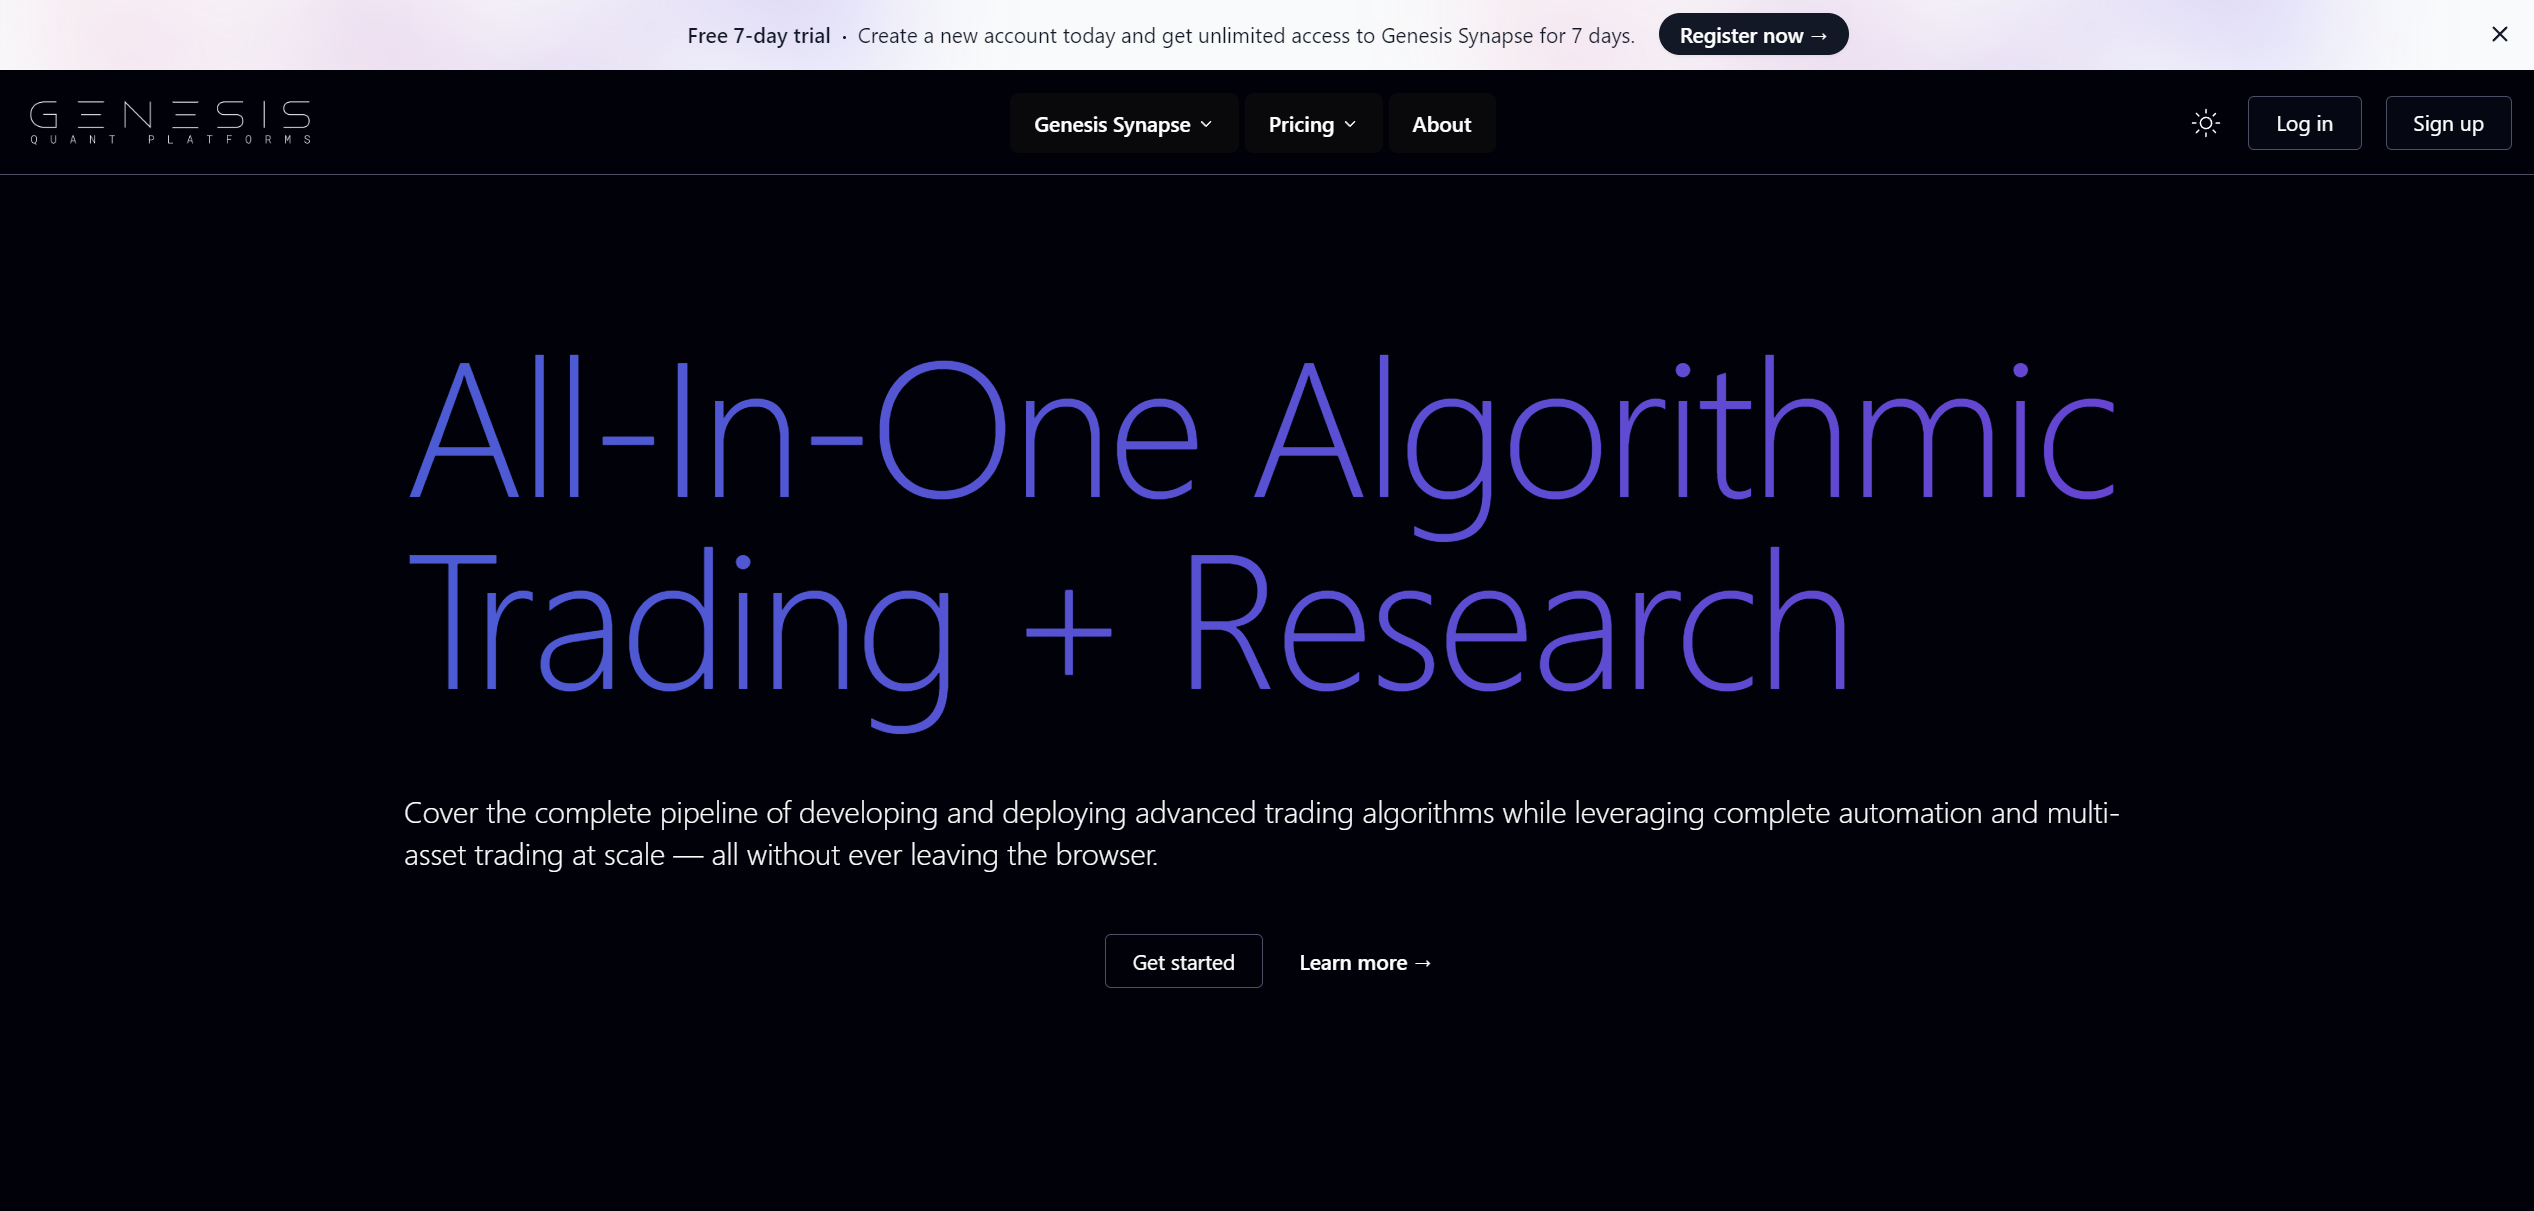 Free 7-day trial · Create a new account today and get unlimited access to Genesis Synapse for 7 days. Register now →
GENESIS
QUANT PLATFORMS
Genesis Synapse Pricing About
Log in Sign up
All-In-One Algorithmic
Trading + Research
Cover the complete pipeline of developing and deploying advanced trading algorithms while leveraging complete automation and multi-
asset trading at scale — all without ever leaving the browser.
Get started Learn more →